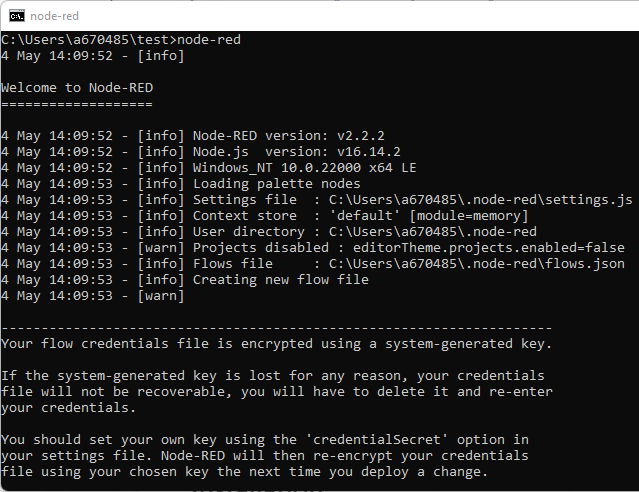 node-red
C:\Users\a670485\test>node-red
4 May 14:09:52 - [info]
Welcome to Node-RED
===================
4 May 14:09:52 - [info] Node-RED version: v2.2.2
4 May 14:09:52 - [info] Node.js  version: v16.14.2
4 May 14:09:52 - [info] Windows_NT 10.0.22000 x64 LE
4 May 14:09:53 - [info] Loading palette nodes
4 May 14:09:53 - [info] Settings file  : C:\Users\a670485\.node-red\settings.js
4 May 14:09:53 - [info] Context store  : 'default' [module=memory]
4 May 14:09:53 - [info] User directory : C:\Users\a670485\.node-red
4 May 14:09:53 - [warn] Projects disabled : editorTheme.projects.enabled=false
4 May 14:09:53 - [info] Flows file     : C:\Users\a670485\.node-red\flows.json
4 May 14:09:53 - [info] Creating new flow file
4 May 14:09:53 - [warn]
---------------------------------------------------------------------
Your flow credentials file is encrypted using a system-generated key.
If the system-generated key is lost for any reason, your credentials
file will not be recoverable, you will have to delete it and re-enter
your credentials.
You should set your own key using the 'credentialSecret' option in
your settings file. Node-RED will then re-encrypt your credentials
file using your chosen key the next time you deploy a change.